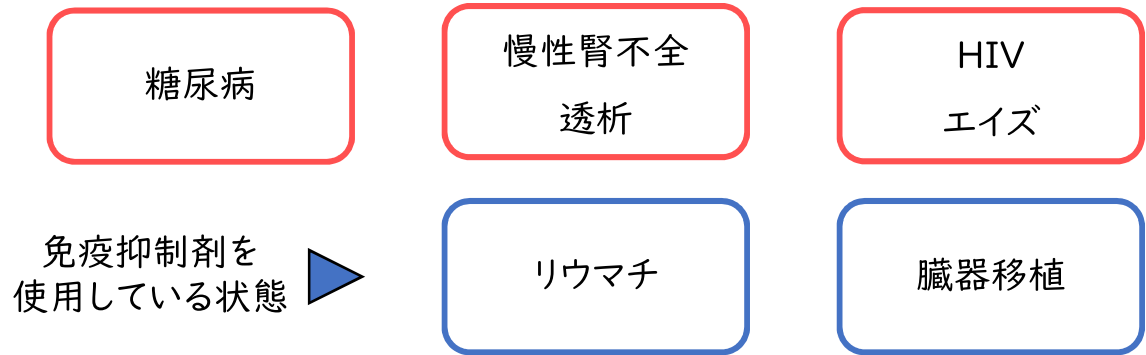 糖尿病
慢性腎不全
透析
HIV
エイズ
免疫抑制剤を
使用している状態
リウマチ
臓器移植